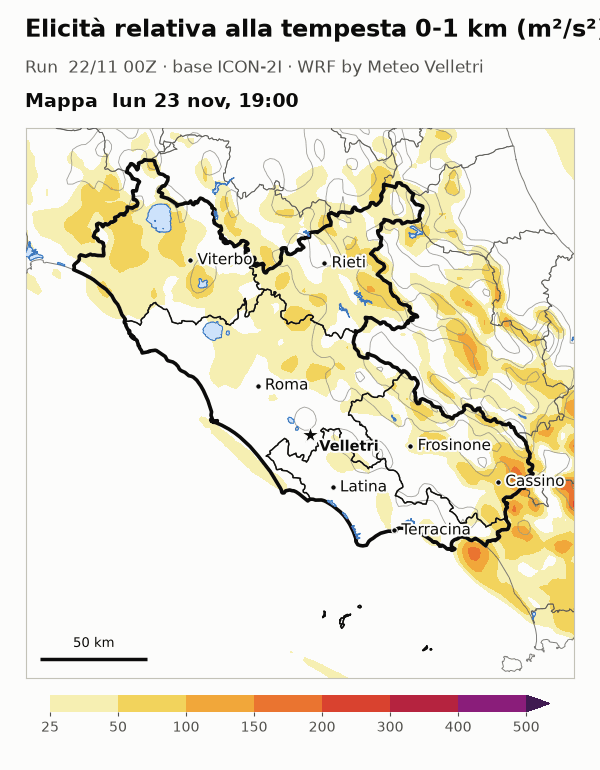 Elicità relativa alla tempesta 0-1 km (m²/s²)
Run 22/11 00Z · base ICON-2I · WRF by Meteo Velletri
Mappa lun 23 nov, 19:00
Viterbo
Rieti
Roma
Velletri
Frosinone
Cassino
Latina
Terracina
50 km
25 50 100 150 200 300 400 500